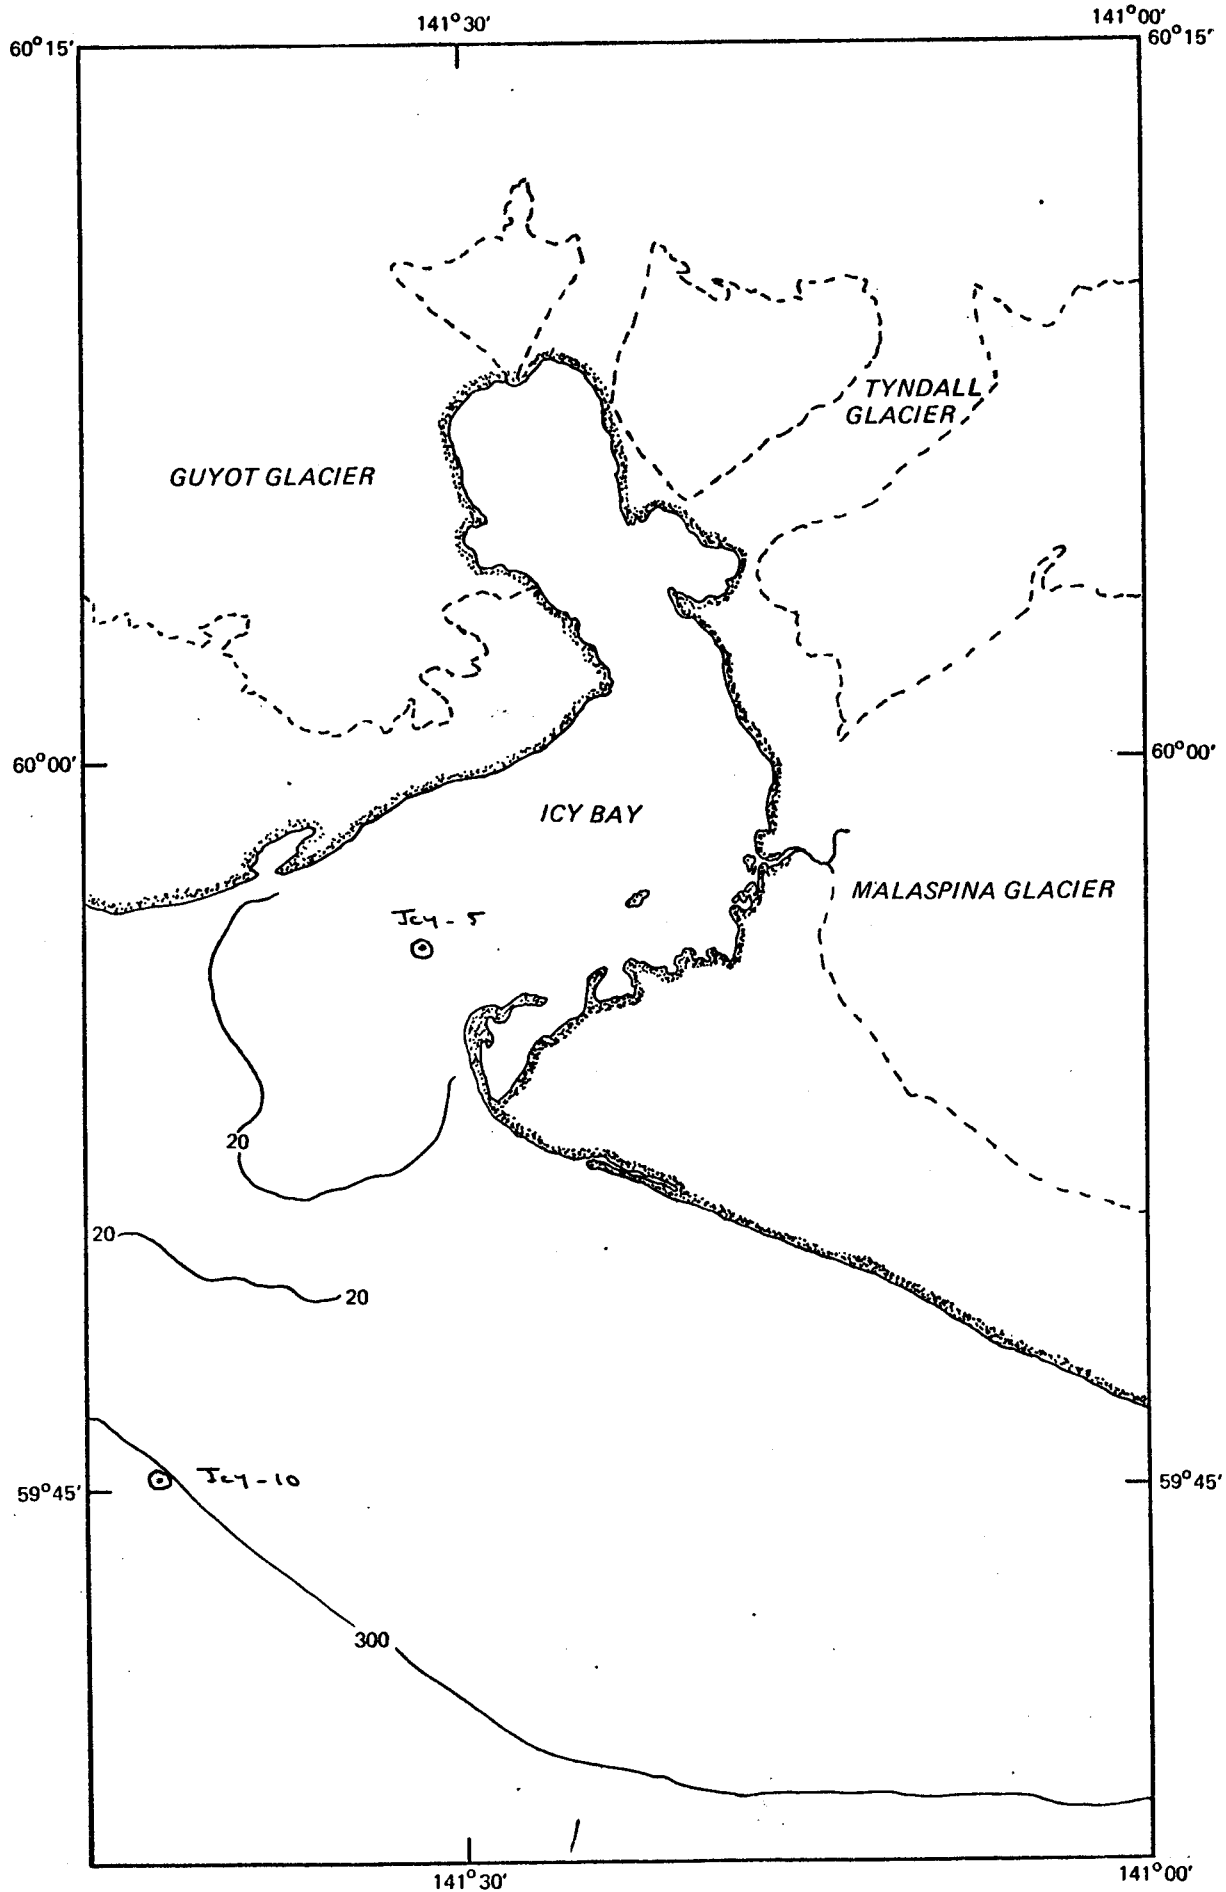 141°30'
141°00'
60°15'
60°15'
TYNDALL
GLACIER
GUYOT GLACIER
60°00'
60°00'
ICY BAY
MALASPINA GLACIER
Icy-5
20
20
20
Icy-10
59°45'
59°45'
300
141°30'
141°00'